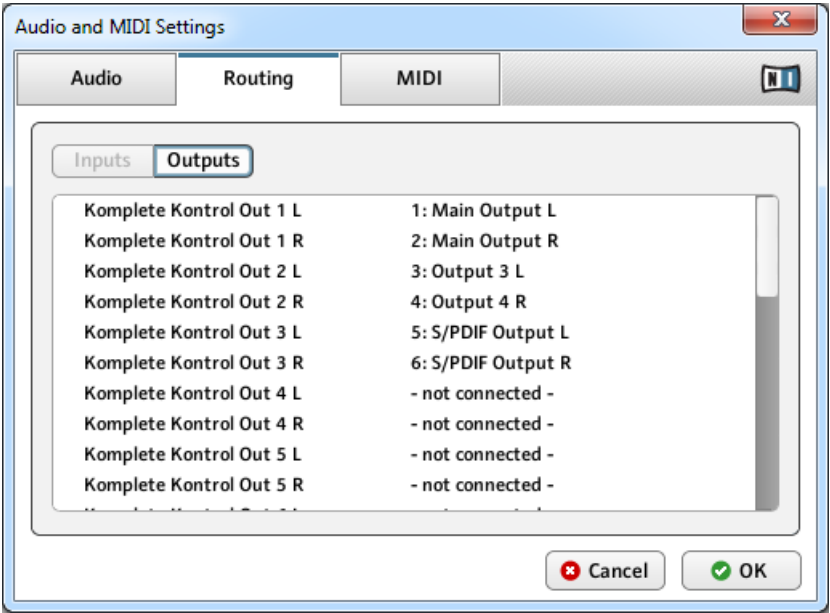 Audio and MIDI Settings
Audio Routing MIDI
NI
Inputs Outputs
Komplete Kontrol Out 1 L 1: Main Output L
Komplete Kontrol Out 1 R 2: Main Output R
Komplete Kontrol Out 2 L 3: Output 3 L
Komplete Kontrol Out 2 R 4: Output 4 R
Komplete Kontrol Out 3 L 5: S/PDIF Output L
Komplete Kontrol Out 3 R 6: S/PDIF Output R
Komplete Kontrol Out 4 L - not connected -
Komplete Kontrol Out 4 R - not connected -
Komplete Kontrol Out 5 L - not connected -
Komplete Kontrol Out 5 R - not connected -
Cancel OK